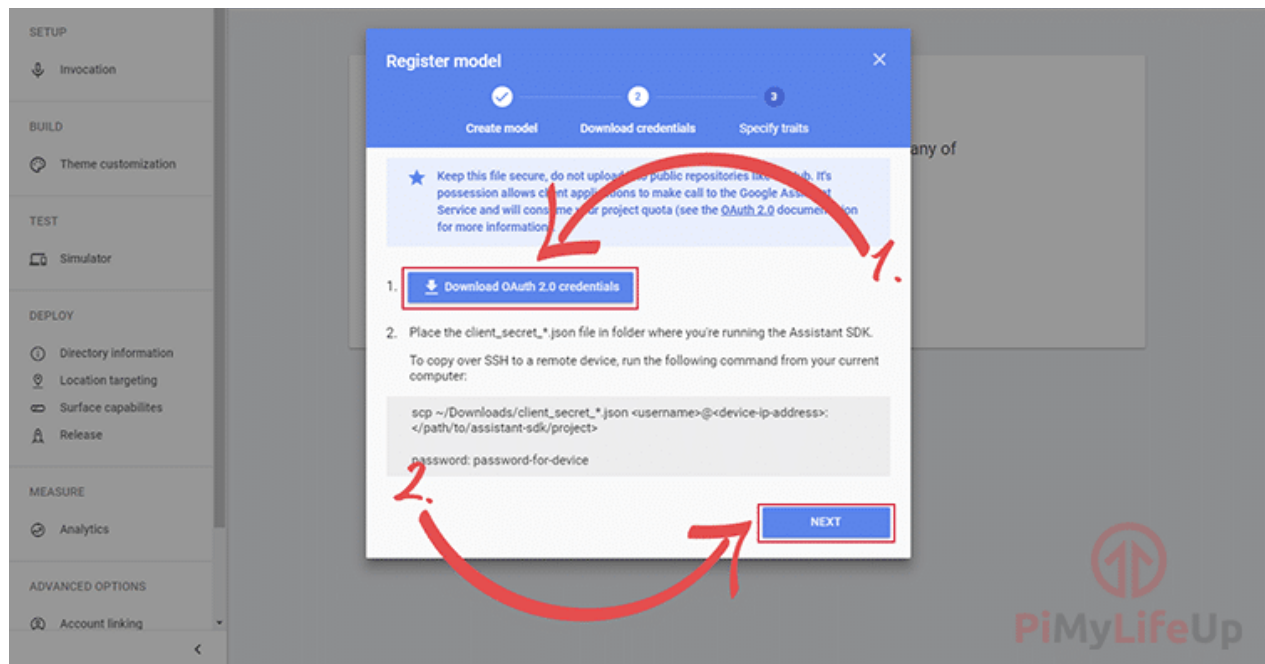 SETUP
Invocation
BUILD
Theme customization
TEST
Simulator
DEPLOY
Directory information
Location targeting
Surface capabilites
Release
MEASURE
Analytics
ADVANCED OPTIONS
Account linking
Register model
2
3
Create model
Download credentials
Specify traits
any of
Keep this file secure, do not upload to public repositories like It's
possession allows client applications to make call to the Google Assistant
Service and will consume your project quota (see the OAuth 2.0 documentation
for more information).
1.
1. Download OAuth 2.0 credentials
2. Place the client_secret_*.json file in folder where you're running the Assistant SDK.
To copy over SSH to a remote device, run the following command from your current
computer:
scp ~/Downloads/client_secret_*.json <username>@<device-ip-address>:
</path/to/assistant-sdk/project>
password: password-for-device
2.
NEXT
PiMyLifeUp